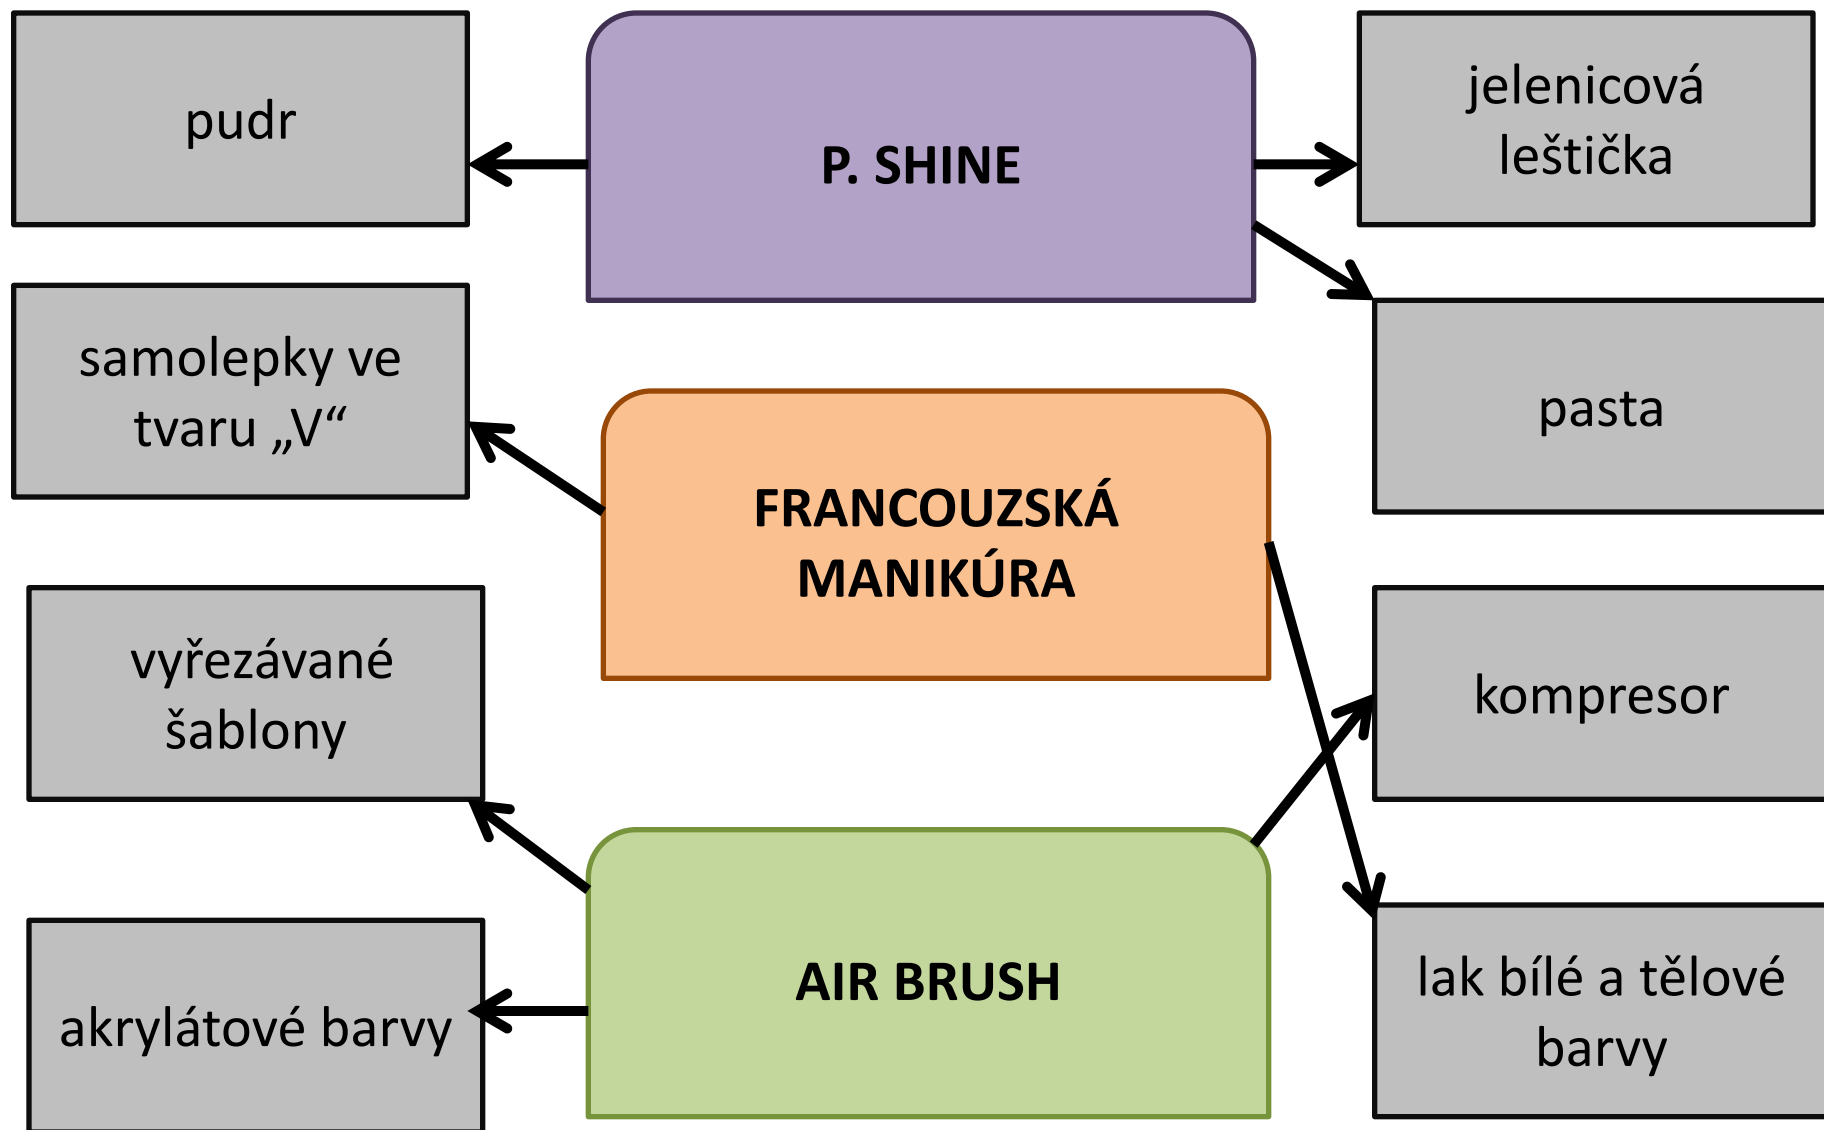 pudr
P. SHINE
jelenicová
leštička
samolepky ve
tvaru „V“
pasta
FRANCOUZSKÁ
MANIKÚRA
vyřezávané
šablony
kompresor
AIR BRUSH
akrylátové barvy
lak bílé a tělové
barvy